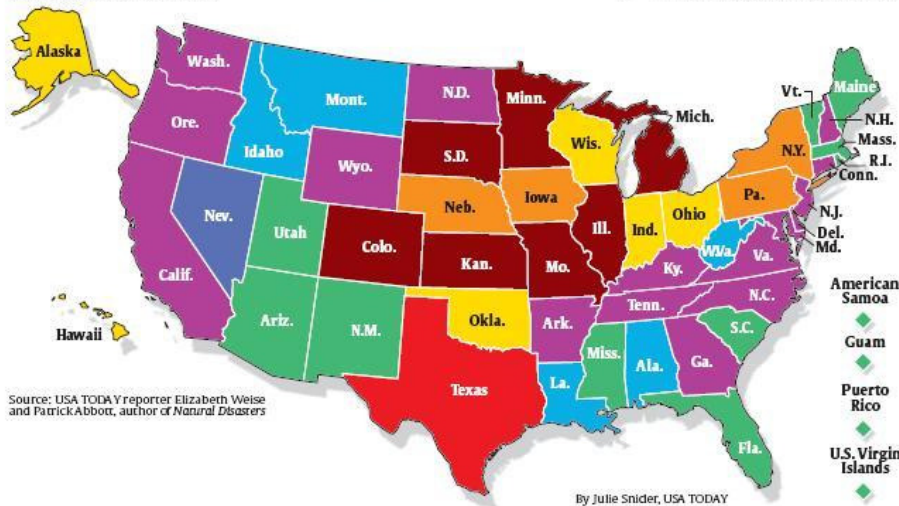 Alaska
Wash.
Mont.
N.D.
Minn.
Mich.
Vt.
Maine
N.H.
Mass.
R.I.
Conn.
N.J.
Del.
Md.
Ore.
Idaho
Wyo.
S.D.
Wis.
N.Y.
Pa.
Nev.
Utah
Colo.
Neb.
Iowa
Ill.
Ind.
Ohio
W.Va.
Va.
Calif.
Kan.
Mo.
Ky.
N.C.
Tenn.
Ariz.
N.M.
Okla.
Ark.
S.C.
Hawaii
Texas
La.
Miss.
Ala.
Ga.
Fla.
American
Samoa
Guam
Puerto
Rico
U.S. Virgin
Islands
Source: USA TODAY reporter Elizabeth Weise
and Patrick Abbott, author of Natural Disasters
By Julie Snider, USA TODAY